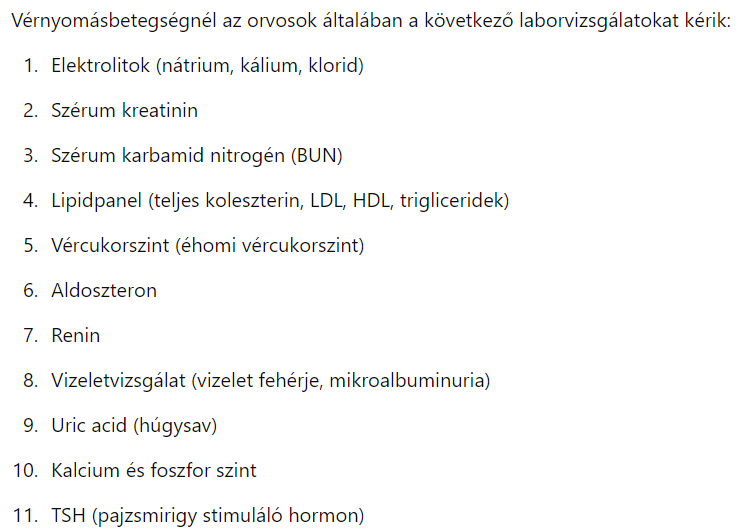 Vérnyomásbetegségnél az orvosok általában a következő laborvizsgálatokat kérik:
1. Elektrolitok (nátrium, kálium, klorid)
2. Szérum kreatinin
3. Szérum karbamid nitrogén (BUN)
4. Lipidpanel (teljes koleszterin, LDL, HDL, trigliceridek)
5. Vércukorszint (éhomi vércukorszint)
6. Aldoszteron
7. Renin
8. Vizeletvizsgálat (vizelet fehérje, mikroalbuminuria)
9. Uric acid (húgysav)
10. Kalcium és foszfor szint
11. TSH (pajzsmirigy stimuláló hormon)